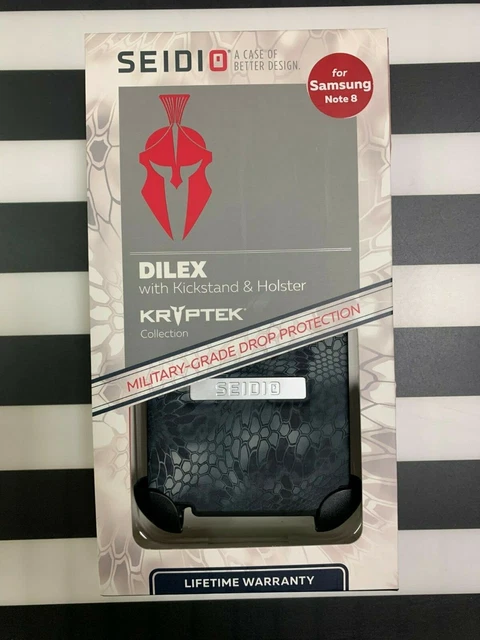 SEIDIO
A CASE OF
BETTER DESIGN.
for
Samsung
Note 8
DILEX
with Kickstand & Holster
KRYPTEK
Collection
MILITARY-GRADE DROP PROTECTION
SEIDIO
LIFETIME WARRANTY